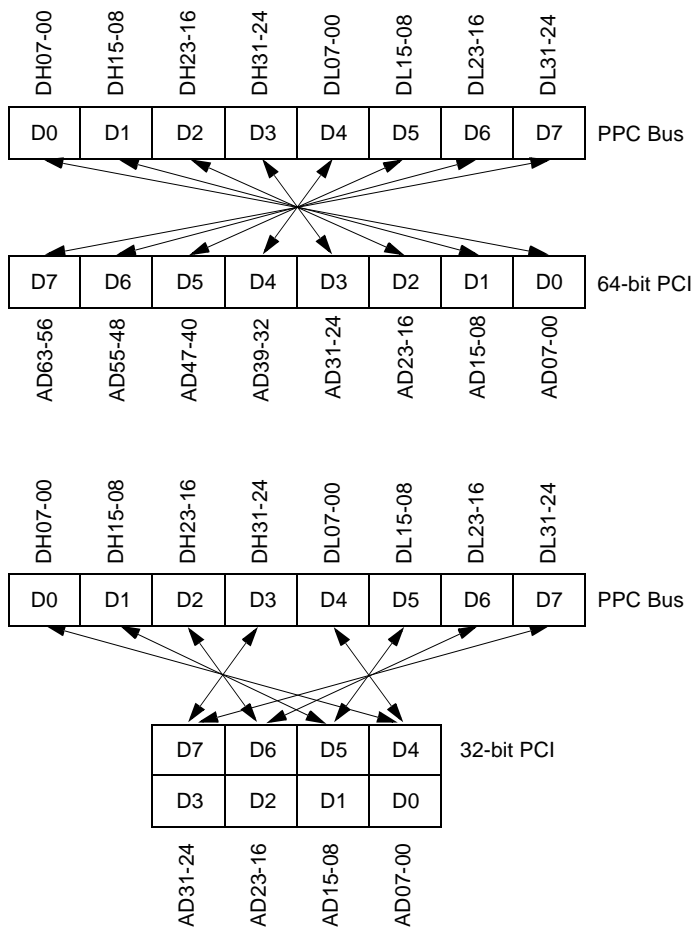 DH07-00 DH15-08 DH23-16 DH31-24 DL07-00 DL15-08 DL23-16 DL31-24
D0 D1 D2 D3 D4 D5 D6 D7 PPC Bus
D7 D6 D5 D4 D3 D2 D1 D0 64-bit PCI
AD63-56 AD55-48 AD47-40 AD39-32 AD31-24 AD23-16 AD15-08 AD07-00
DH07-00 DH15-08 DH23-16 DH31-24 DL07-00 DL15-08 DL23-16 DL31-24
D0 D1 D2 D3 D4 D5 D6 D7 PPC Bus
D7 D6 D5 D4 32-bit PCI
D3 D2 D1 D0
AD31-24 AD23-16 AD15-08 AD07-00